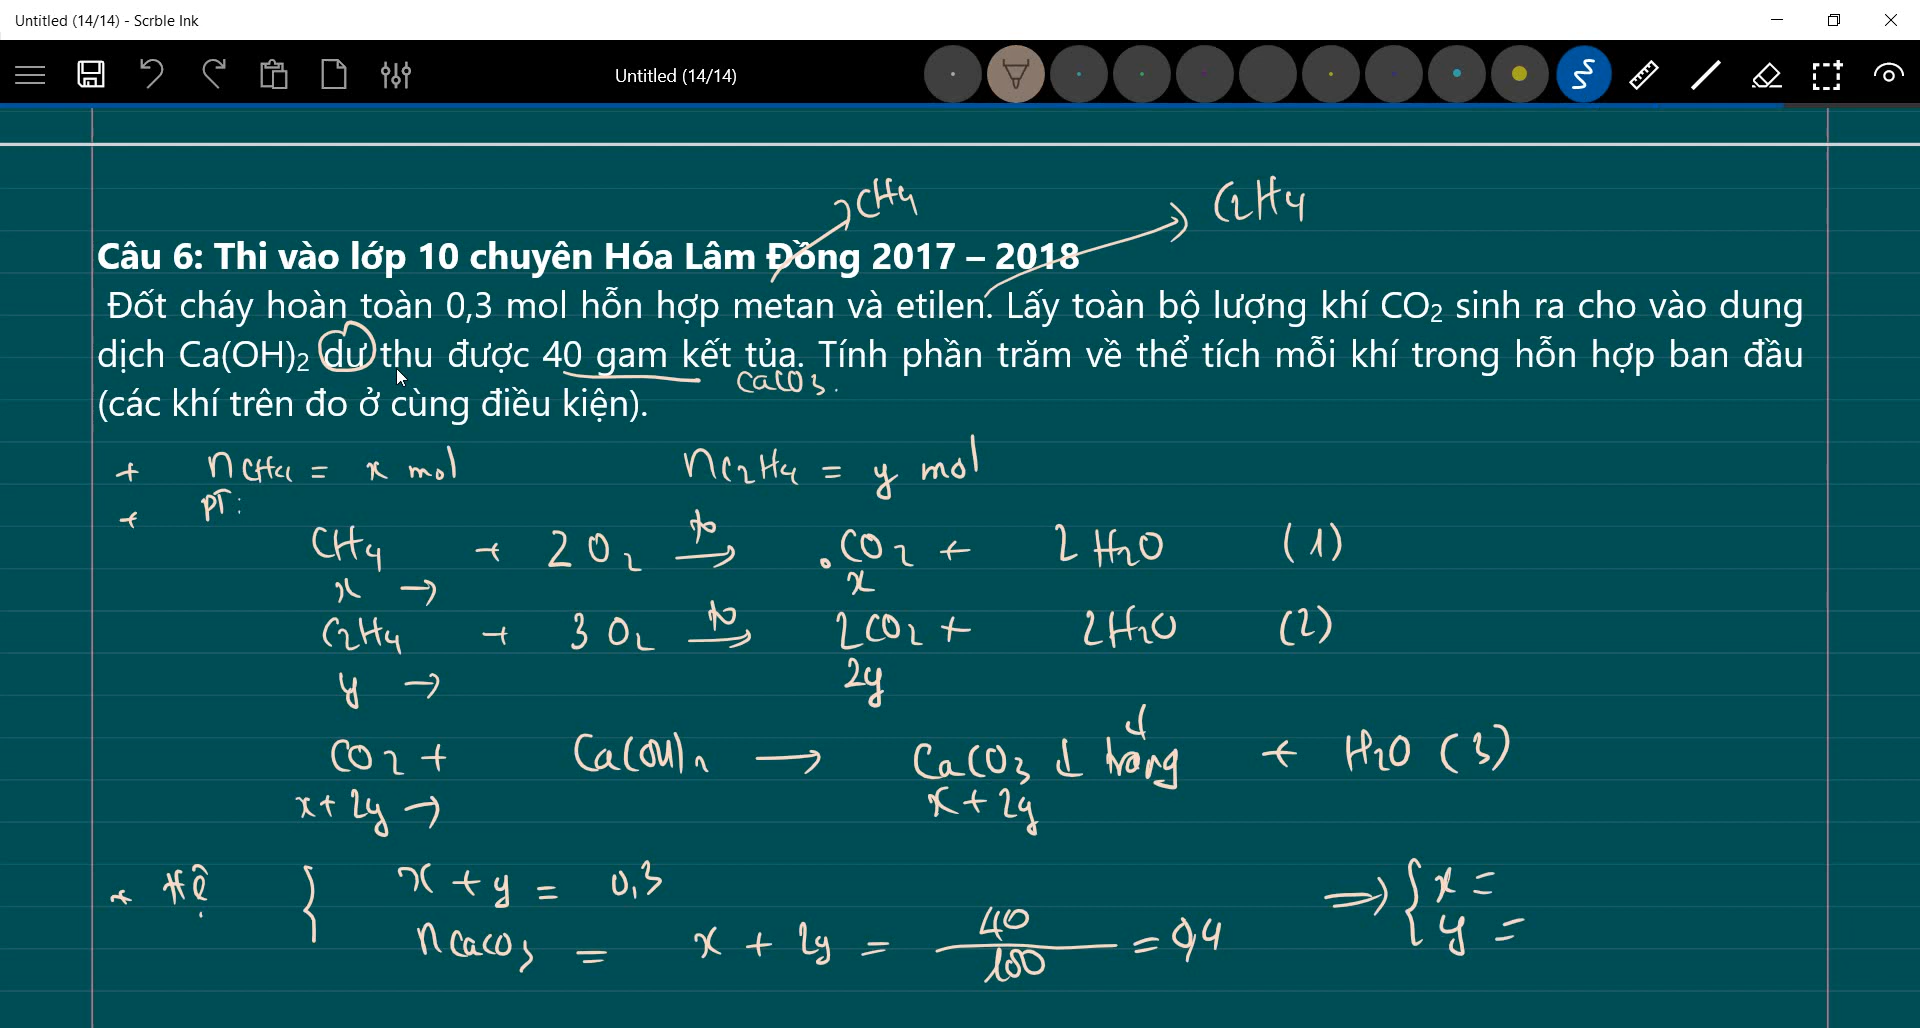 Untitled (14/14) - Scrble Ink
Untitled (14/14)
CH4
C2H4
Câu 6: Thi vào lớp 10 chuyên Hóa Lâm Đồng 2017 – 2018
Đốt cháy hoàn toàn 0,3 mol hỗn hợp metan và etilen. Lấy toàn bộ lượng khí CO₂ sinh ra cho vào dung
dịch Ca(OH)₂ dư thu được 40 gam kết tủa. Tính phần trăm về thể tích mỗi khí trong hỗn hợp ban đầu
CaCO3.
(các khí trên đo ở cùng điều kiện).
+ nCH4 = x mol nC2H4 = y mol
+ PT:
CH4 + 2O2 →(t0) CO2 + 2H2O (1)
x → x
C2H4 + 3O2 →(t0) 2CO2 + 2H2O (2)
y → 2y
CO2 + Ca(OH)2 → CaCO3 ↓ trang + H2O (3)
x+2y → x+2y
+ Hệ { x + y = 0,3 ⇒ { x =
nCaCO3 = x + 2y = 40/100 = 0,4 y =